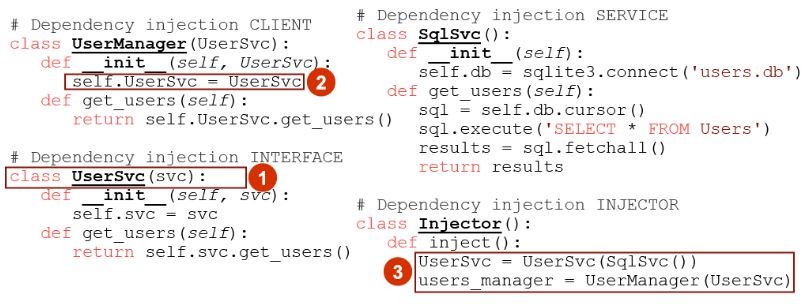 # Dependency injection CLIENT
class UserManager(UserSvc):
def __init__(self, UserSvc):
self.UserSvc = UserSvc
2
def get_users(self):
return self.UserSvc.get_users()
# Dependency injection INTERFACE
class UserSvc(svc):
1
def __init__(self, svc):
self.svc = svc
def get_users(self):
return self.svc.get_users()
# Dependency injection SERVICE
class SqlSvc():
def __init__(self):
self.db = sqlite3.connect('users.db')
def get_users(self):
sql = self.db.cursor()
sql.execute('SELECT * FROM Users')
results = sql.fetchall()
return results
# Dependency injection INJECTOR
class Injector():
def inject():
3
UserSvc = UserSvc(SqlSvc())
users_manager = UserManager(UserSvc)